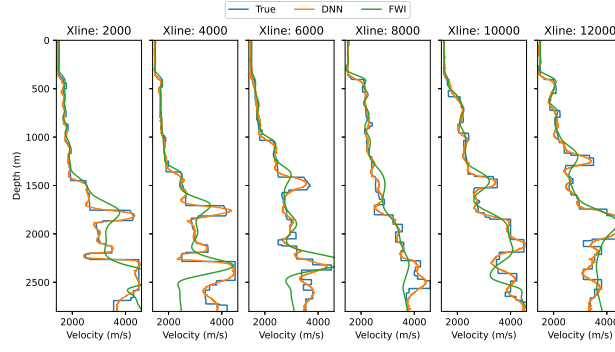 True DNN FWI
Xline: 2000 Xline: 4000 Xline: 6000 Xline: 8000 Xline: 10000 Xline: 12000
0
500
1000
1500
2000
2500
Depth (m)
2000 4000 2000 4000 2000 4000 2000 4000 2000 4000 2000 4000
Velocity (m/s) Velocity (m/s) Velocity (m/s) Velocity (m/s) Velocity (m/s) Velocity (m/s)